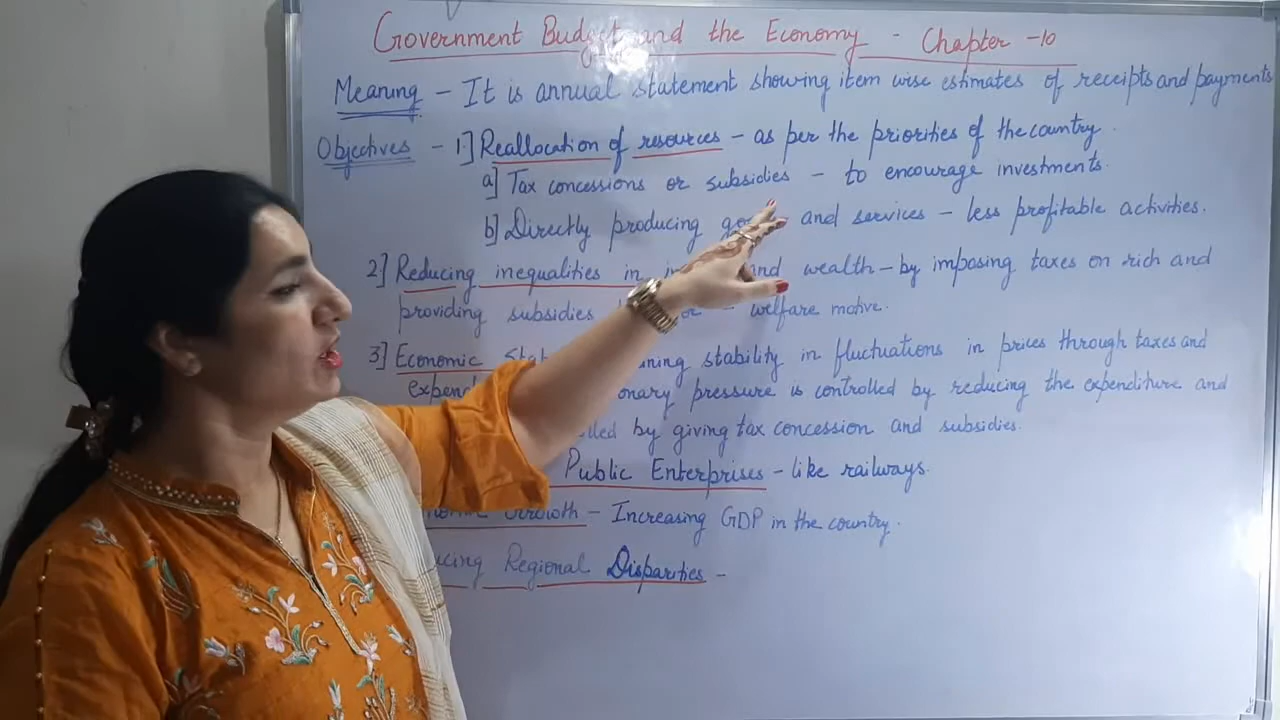 Government Budget and the Economy - Chapter -10
Meaning - It is annual statement showing item wise estimates of receipts and payments
Objectives - 1] Reallocation of resources - as per the priorities of the country.
a] Tax concessions or subsidies - to encourage investments.
b] Directly producing and services - less profitable activities.
2] Reducing inequalities in and wealth - by imposing taxes on rich and
providing subsidies - welfare motive.
3] Economic stability in fluctuations in prices through taxes and
pressure is controlled by reducing the expenditure and
by giving tax concession and subsidies.
Public Enterprises - like railways.
Growth - Increasing GDP in the country.
Regional Disparities -